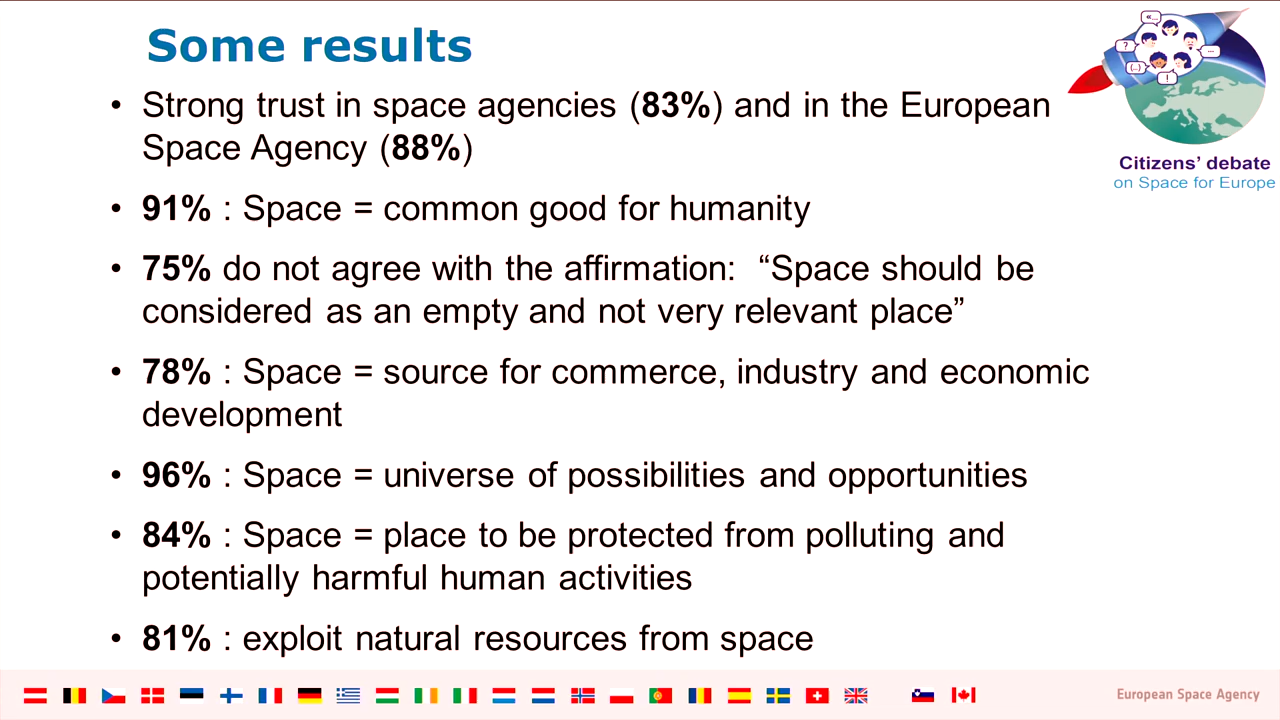 Some results
• Strong trust in space agencies (83%) and in the European
Space Agency (88%)
• 91% : Space = common good for humanity
• 75% do not agree with the affirmation: “Space should be
considered as an empty and not very relevant place”
• 78% : Space = source for commerce, industry and economic
development
• 96% : Space = universe of possibilities and opportunities
• 84% : Space = place to be protected from polluting and
potentially harmful human activities
• 81% : exploit natural resources from space
«...
?
...
(...)
!
Citizens’ debate
on Space for Europe
European Space Agency